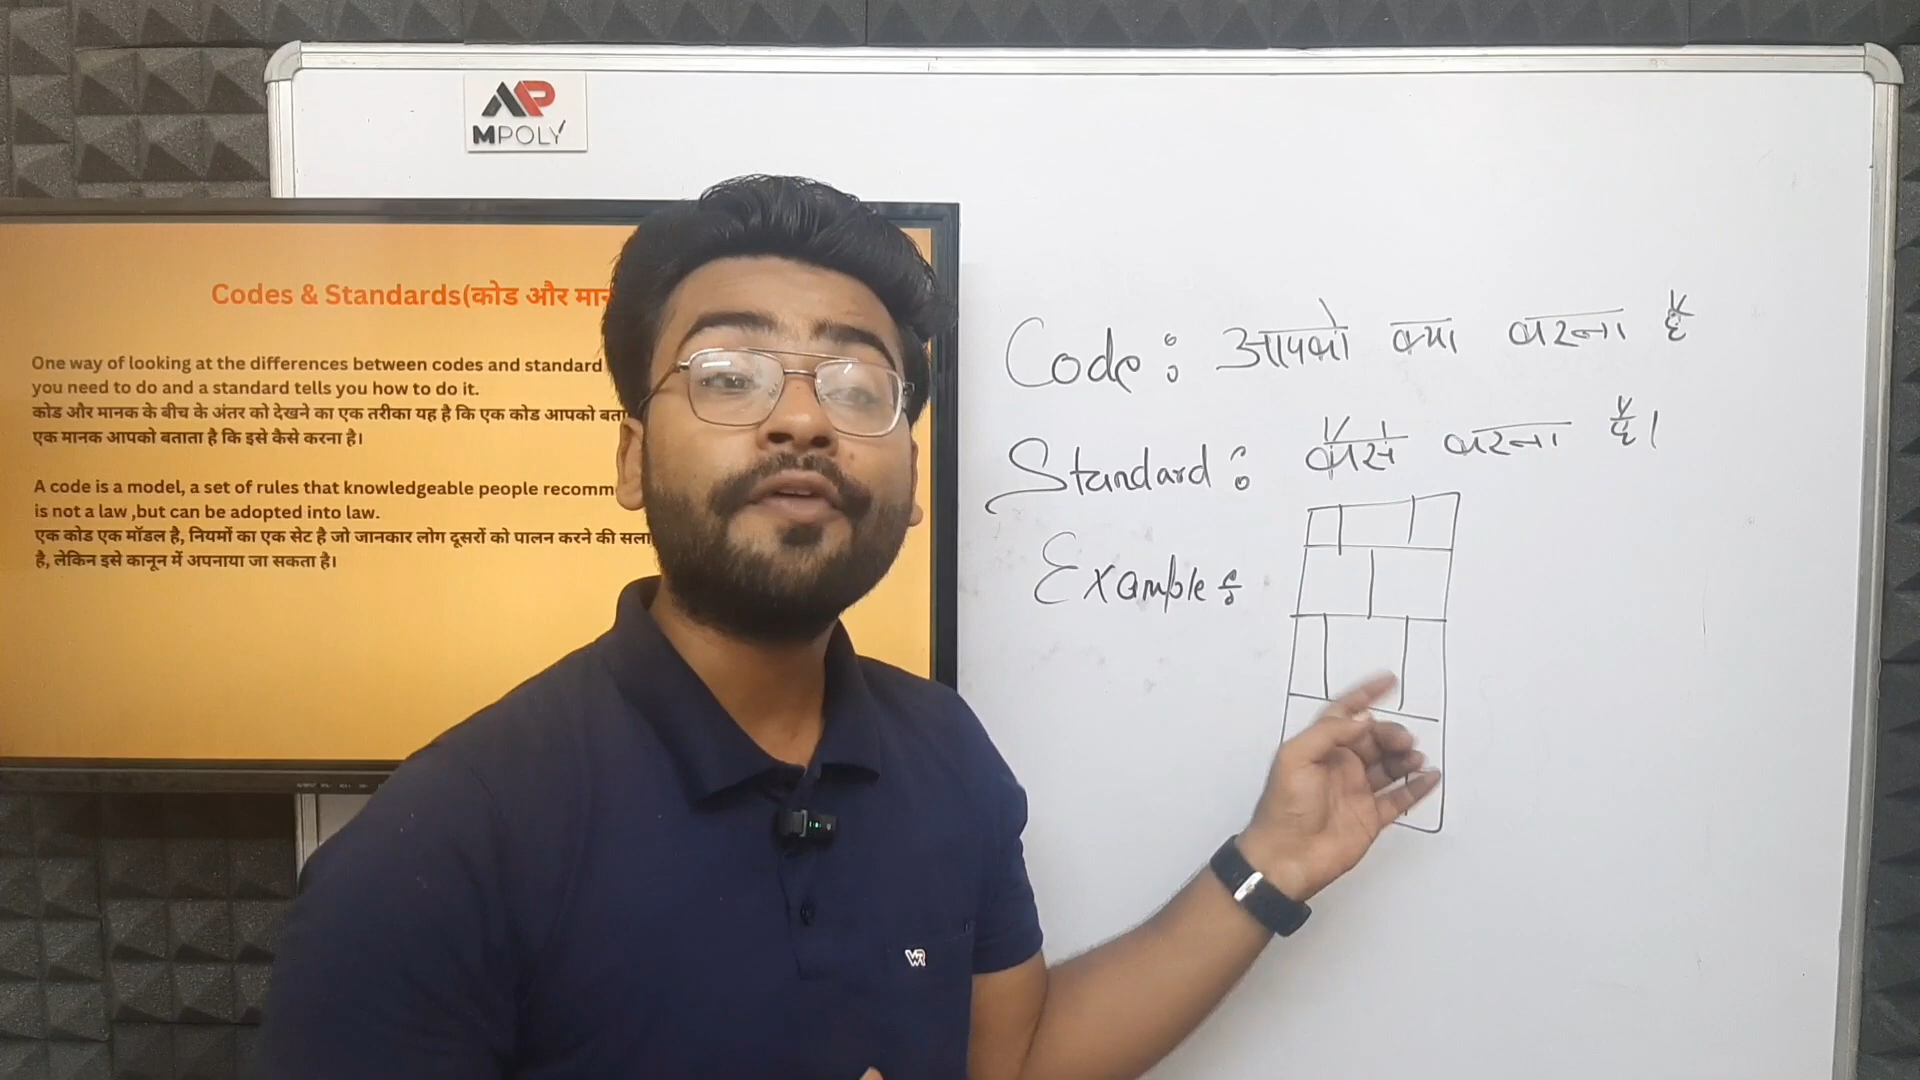 AP
MPOLY
Codes & Standards(कोड और मान
One way of looking at the differences between codes and standard
you need to do and a standard tells you how to do it.
कोड और मानक के बीच के अंतर को देखने का एक तरीका यह है कि एक कोड आपको बता
एक मानक आपको बताता है कि इसे कैसे करना है।
A code is a model, a set of rules that knowledgeable people recomm
is not a law ,but can be adopted into law.
एक कोड एक मॉडल है, नियमों का एक सेट है जो जानकार लोग दूसरों को पालन करने की सला
है, लेकिन इसे कानून में अपनाया जा सकता है।
Code: आपको क्या करना है
Standard: कैसे करना है।
Example:
WR